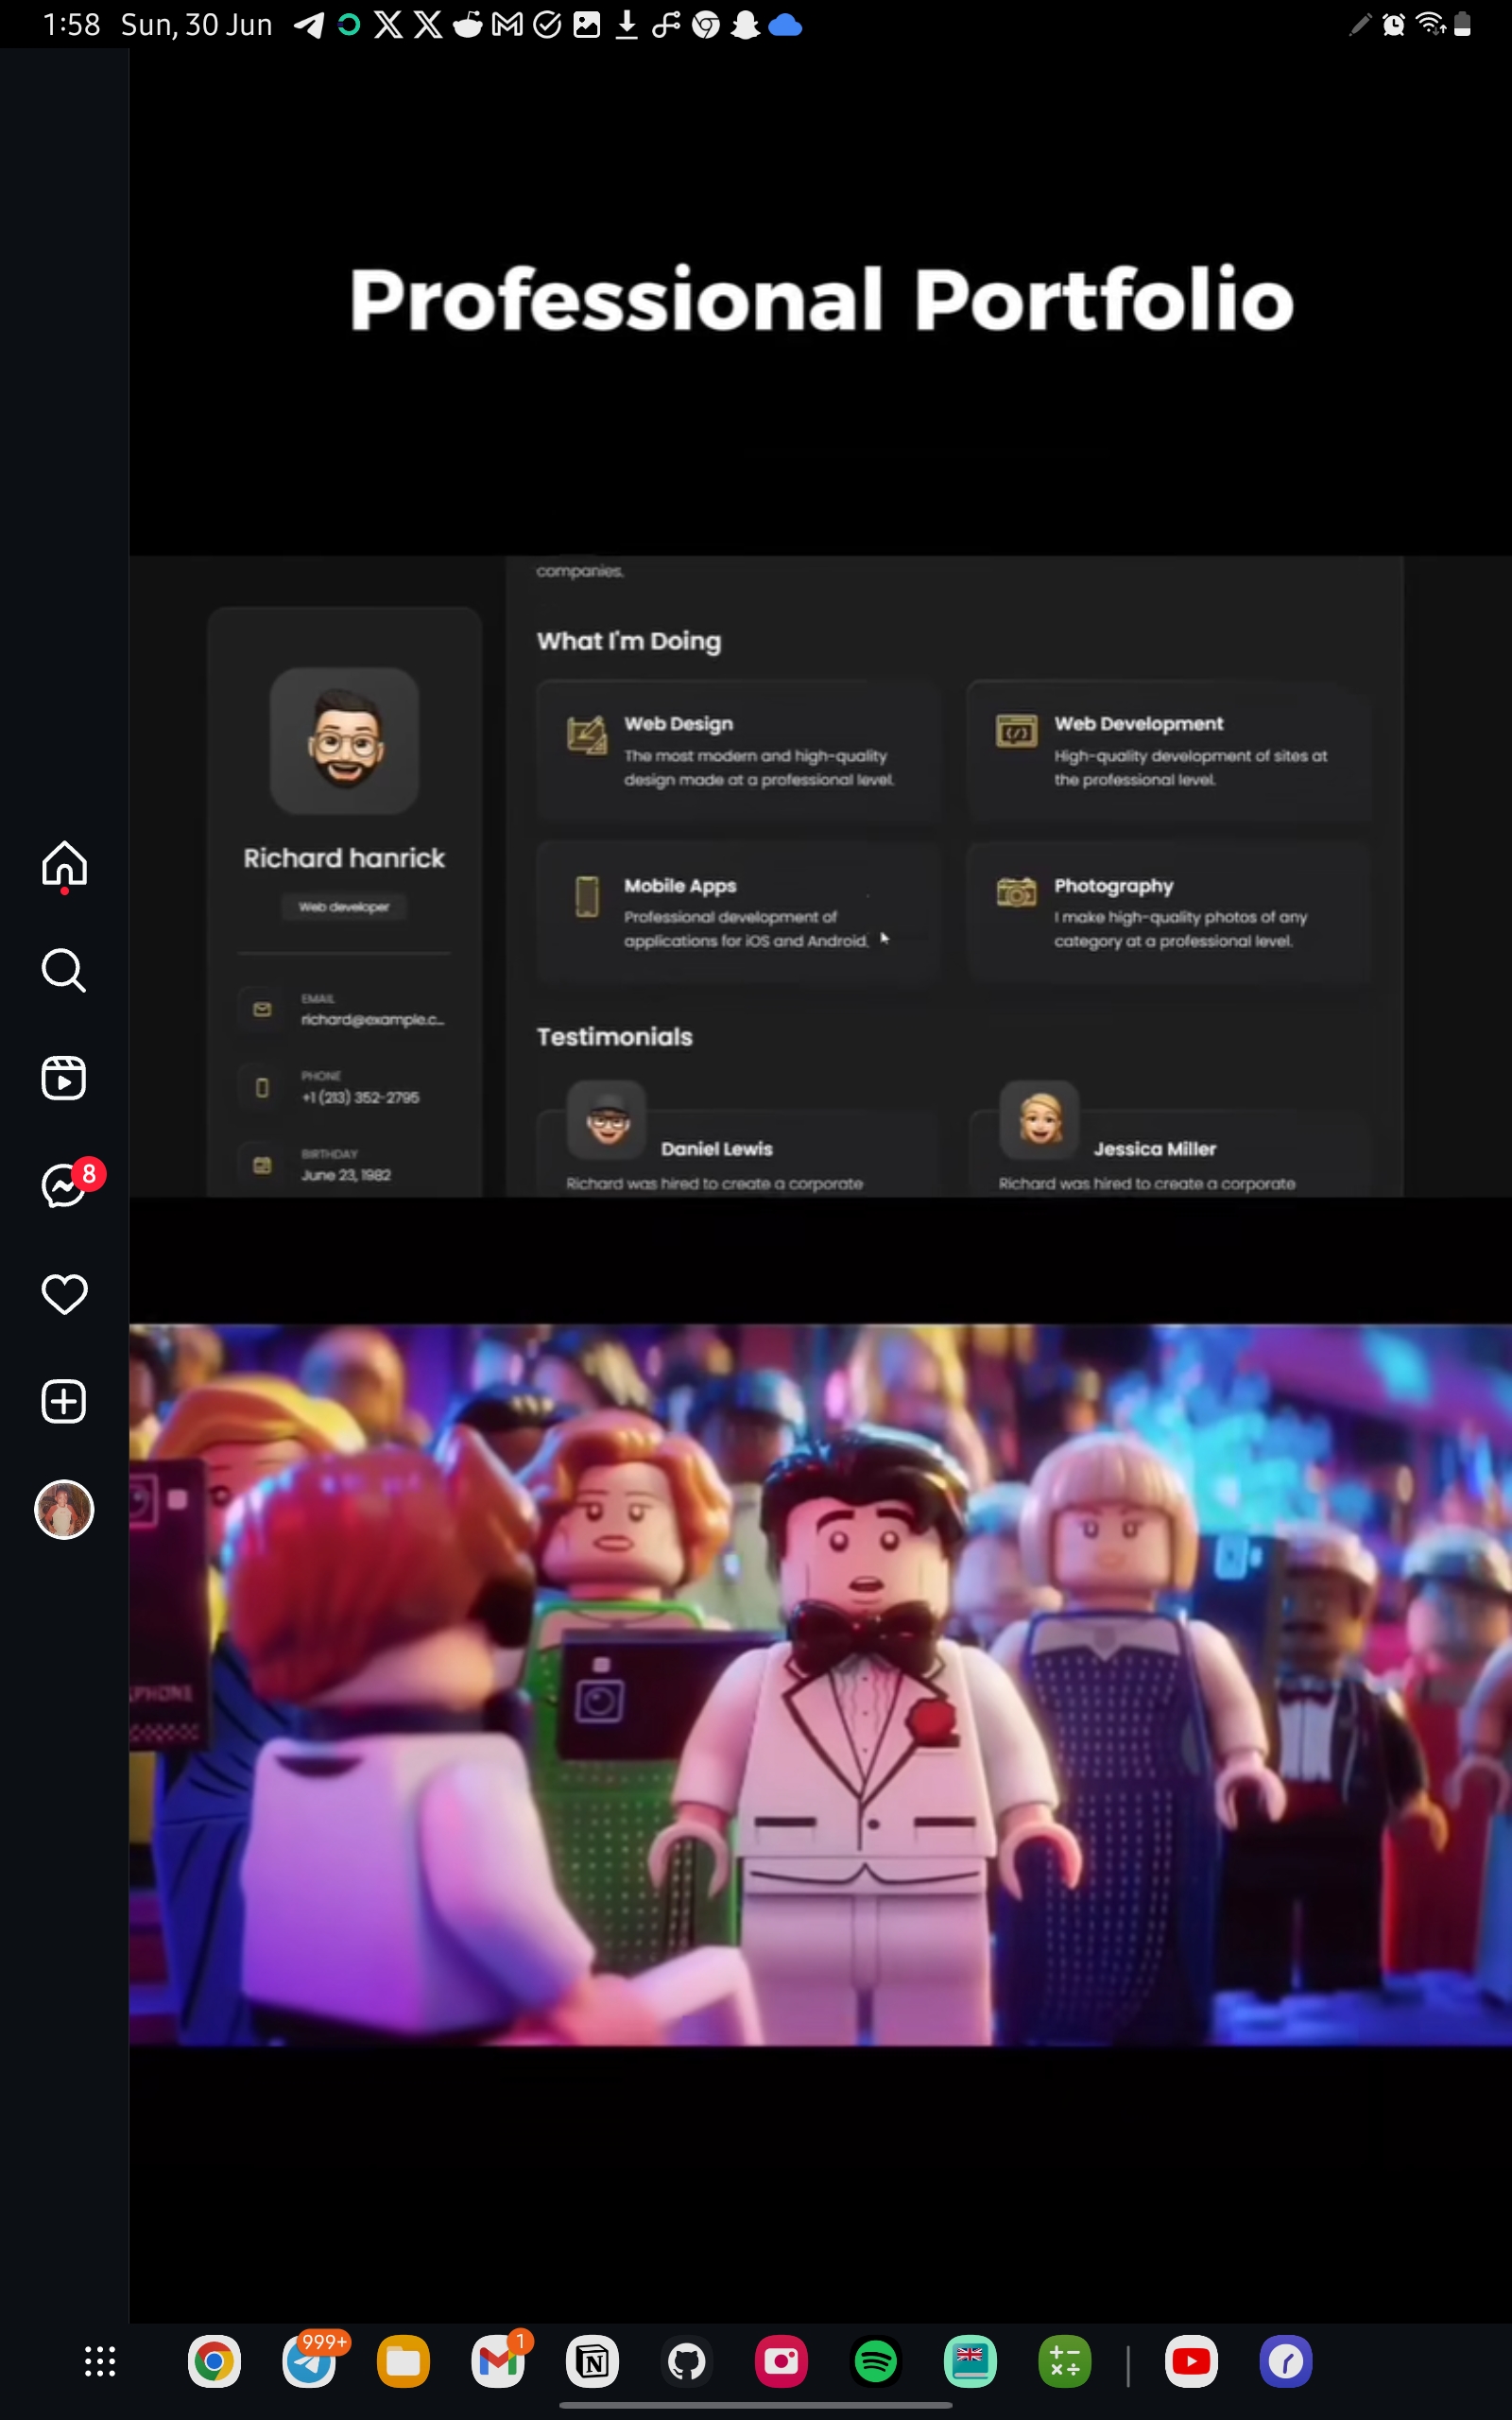 1:58 Sun, 30 Jun
Professional Portfolio
companies.
What I'm Doing
Web Design
The most modern and high-quality
design made at a professional level.
Web Development
High-quality development of sites at
the professional level.
Mobile Apps
Professional development of
applications for iOS and Android.
Photography
I make high-quality photos of any
category at a professional level.
Richard hanrick
Web developer
EMAIL
richard@example.c...
PHONE
+1 (213) 352-2795
BIRTHDAY
June 23, 1982
Testimonials
Daniel Lewis
Richard was hired to create a corporate
Jessica Miller
Richard was hired to create a corporate
8
PHONE
999+
1